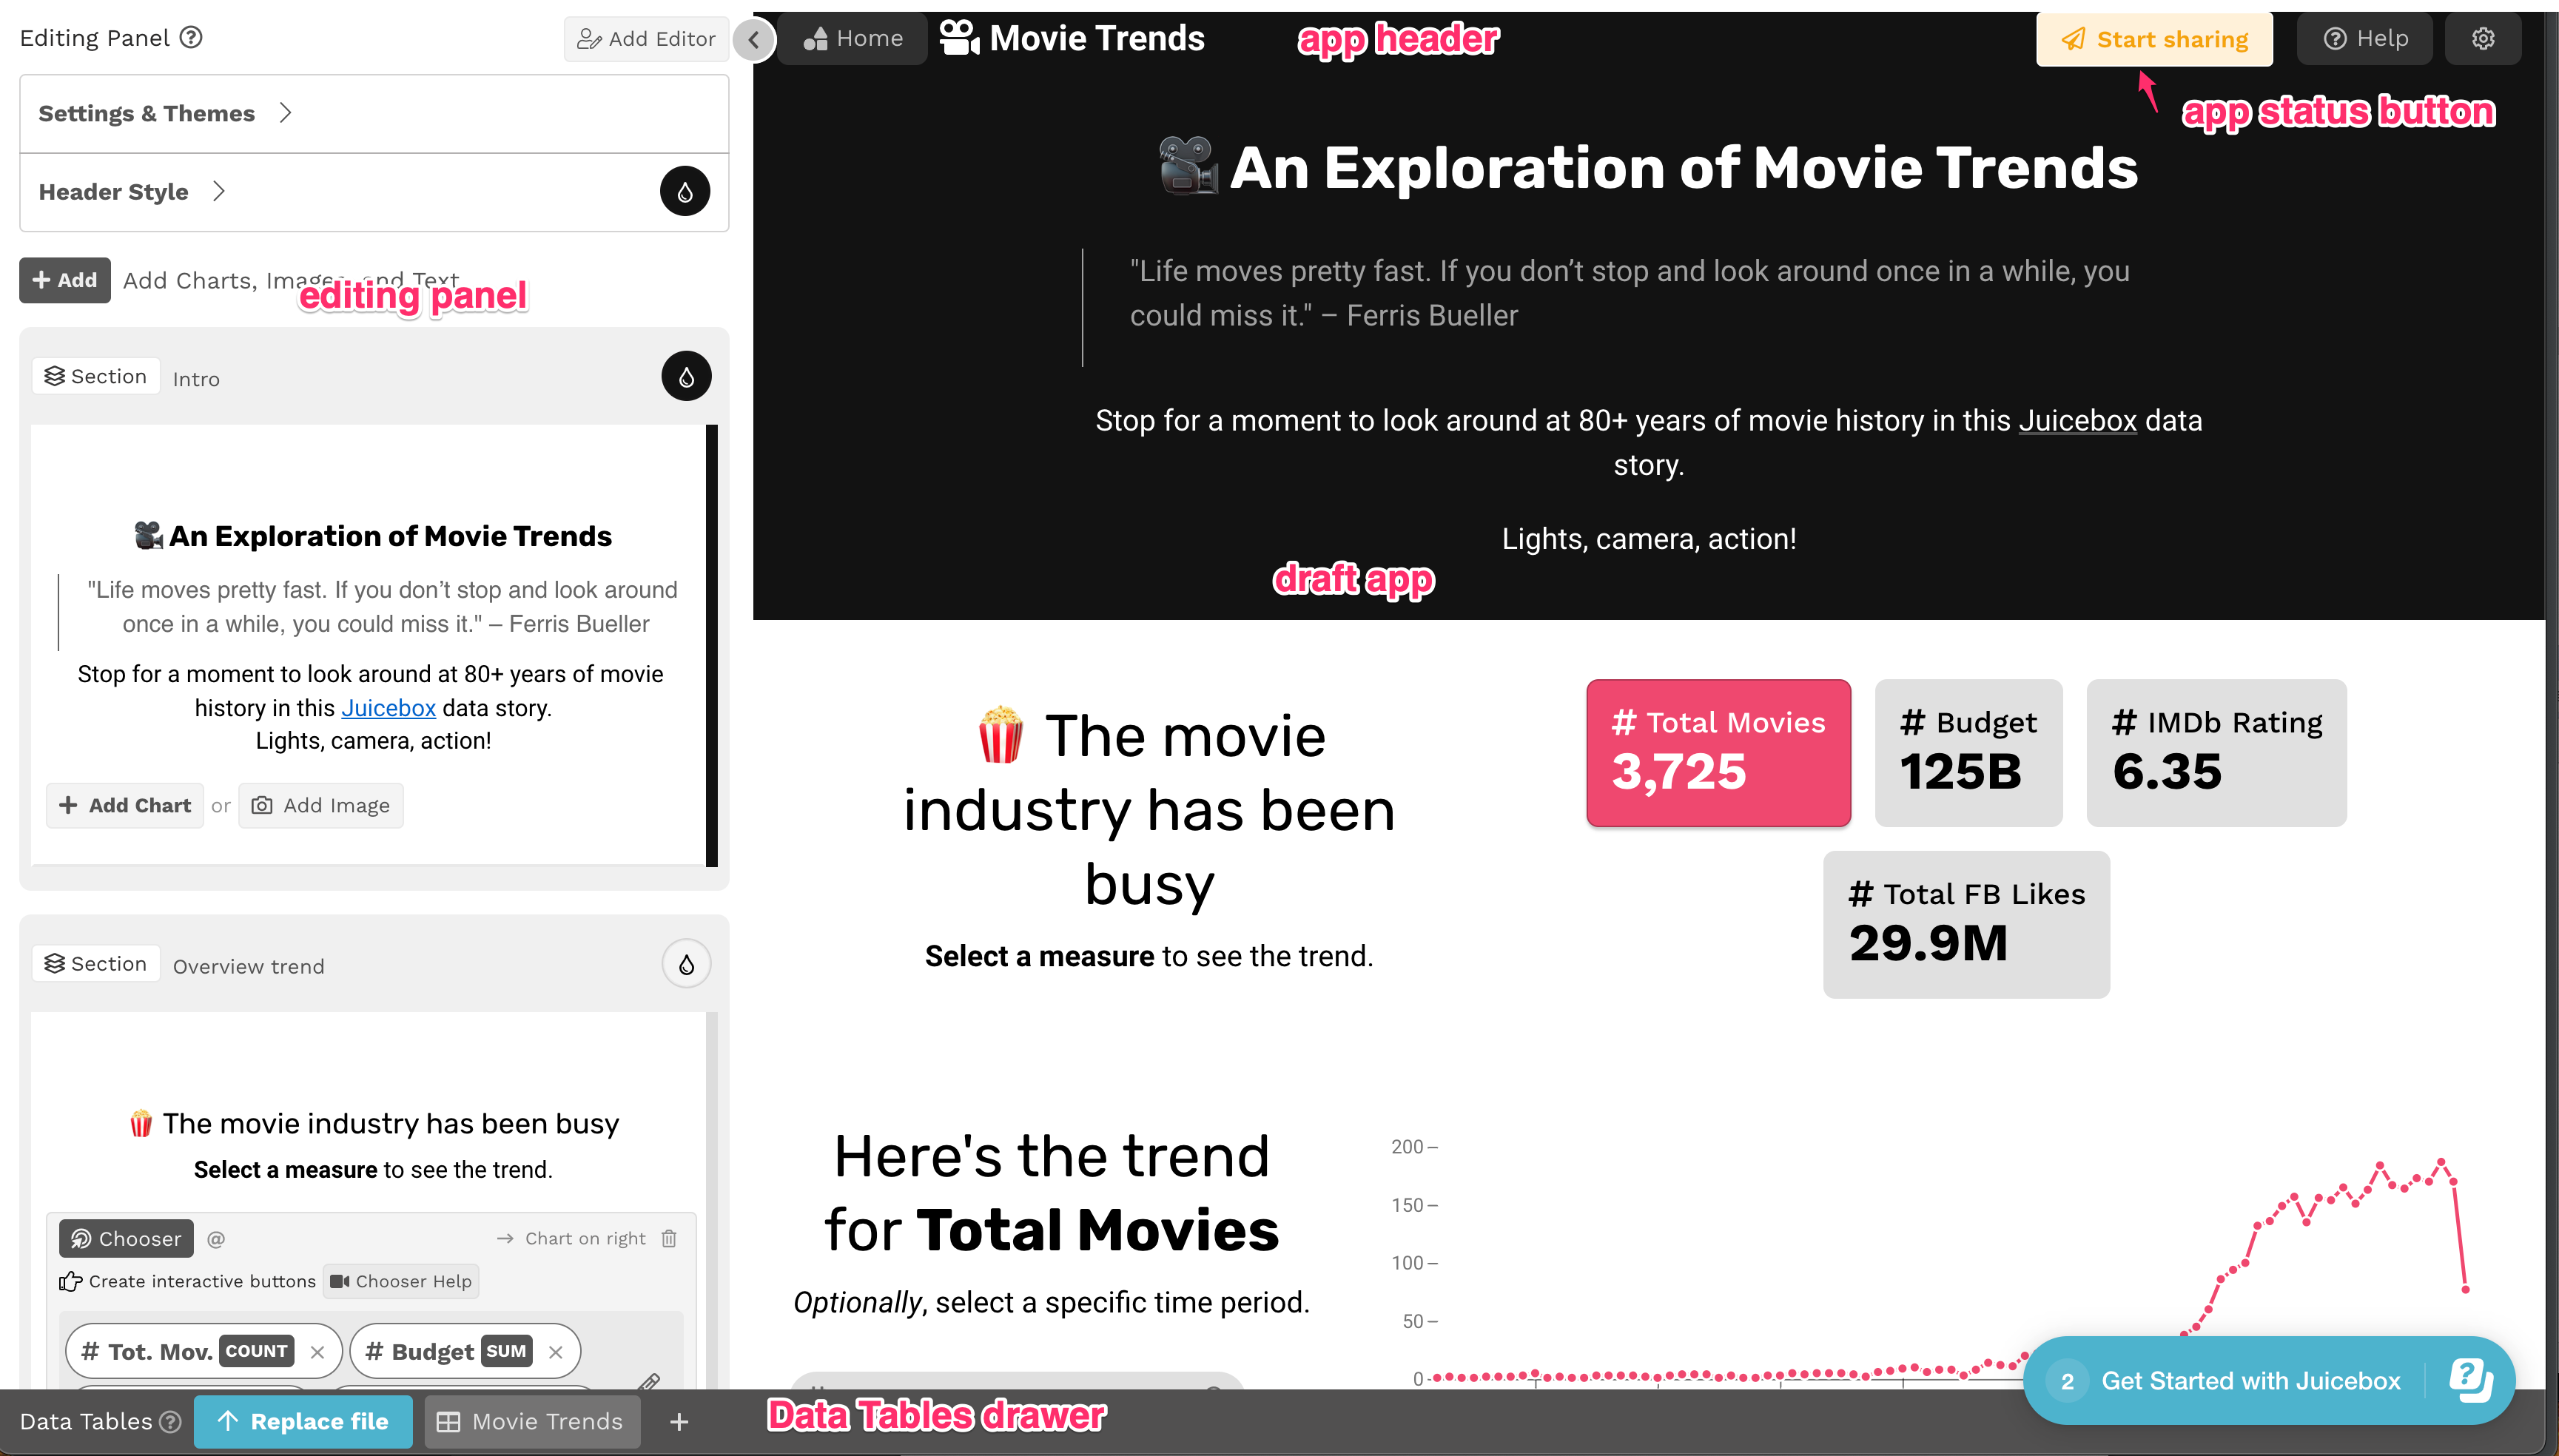 Editing Panel
Add Editor
Settings & Themes
Header Style
+ Add Add Charts, Images, and Text
editing panel
Section Intro
An Exploration of Movie Trends
"Life moves pretty fast. If you don't stop and look around
once in a while, you could miss it." – Ferris Bueller
Stop for a moment to look around at 80+ years of movie
history in this Juicebox data story.
Lights, camera, action!
+ Add Chart or Add Image
Section Overview trend
The movie industry has been busy
Select a measure to see the trend.
Chooser @ → Chart on right
Create interactive buttons Chooser Help
# Tot. Mov. COUNT × # Budget SUM ×
Home
Movie Trends
app header
Start sharing
Help
app status button
An Exploration of Movie Trends
"Life moves pretty fast. If you don’t stop and look around once in a while, you
could miss it." – Ferris Bueller
Stop for a moment to look around at 80+ years of movie history in this Juicebox data
story.
Lights, camera, action!
draft app
The movie
industry has been
busy
Select a measure to see the trend.
# Total Movies
3,725
# Budget
125B
# IMDb Rating
6.35
# Total FB Likes
29.9M
Here's the trend
for Total Movies
Optionally, select a specific time period.
200
150
100
50
0
Data Tables
Replace file
Movie Trends
+
Data Tables drawer
2 Get Started with Juicebox